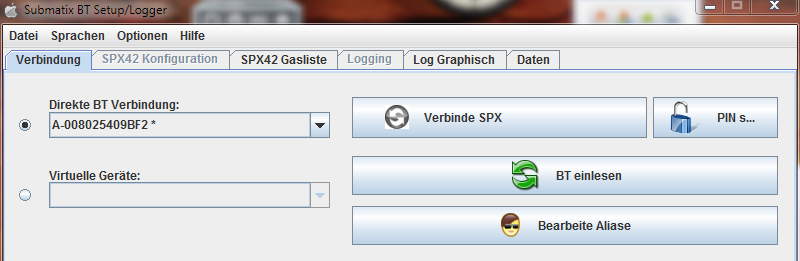 Submatix BT Setup/Logger
Datei Sprachen Optionen Hilfe
Verbindung SPX42 Konfiguration SPX42 Gasliste Logging Log Graphisch Daten
Direkte BT Verbindung:
A-008025409BF2 *
Verbinde SPX
PIN s...
Virtuelle Geräte:
BT einlesen
Bearbeite Aliase